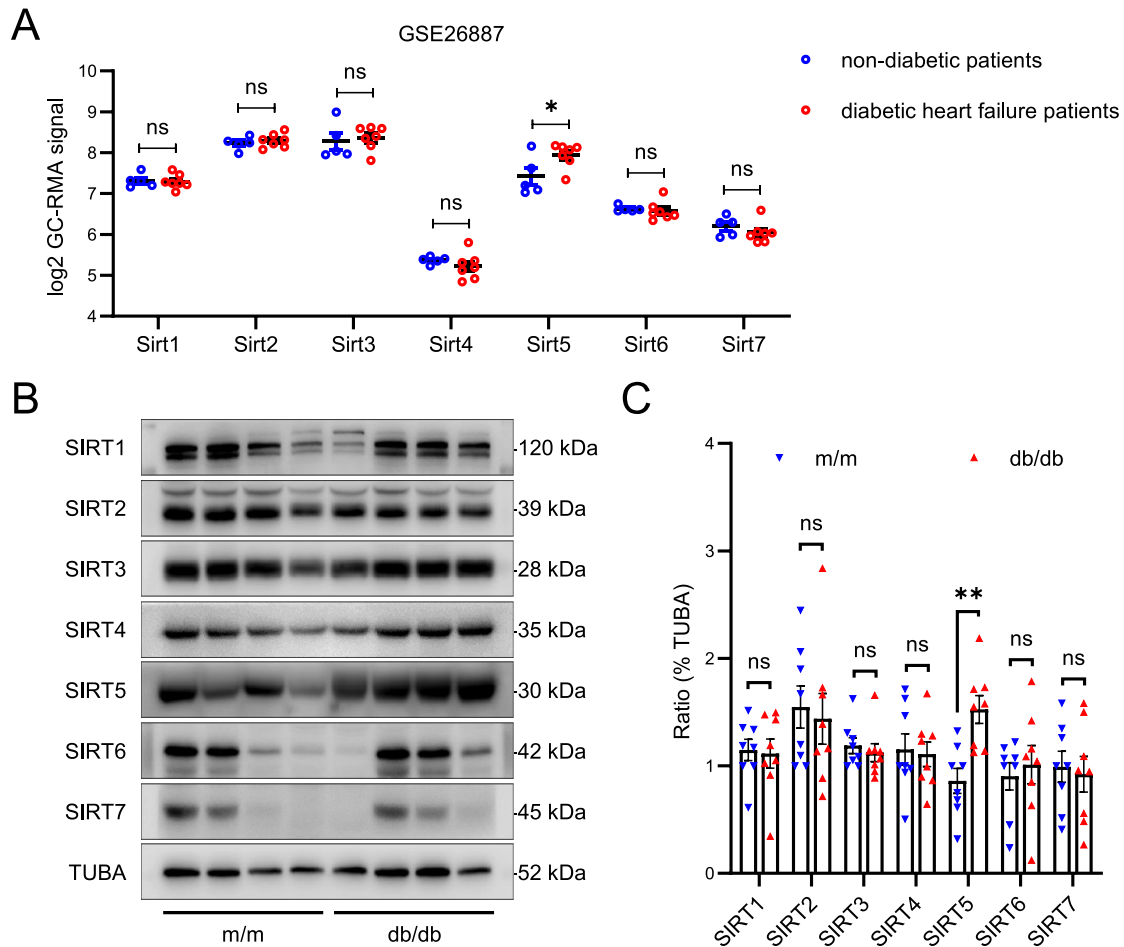 A
GSE26887
non-diabetic patients
diabetic heart failure patients
log2 GC-RMA signal
10
9
8
7
6
5
4
ns
ns
ns
ns
*
ns
ns
Sirt1 Sirt2 Sirt3 Sirt4 Sirt5 Sirt6 Sirt7
B
SIRT1 -120 kDa
SIRT2 -39 kDa
SIRT3 -28 kDa
SIRT4 -35 kDa
SIRT5 -30 kDa
SIRT6 -42 kDa
SIRT7 -45 kDa
TUBA -52 kDa
m/m db/db
C
m/m db/db
Ratio (% TUBA)
4
3
2
1
0
ns
ns
ns
ns
**
ns
ns
SIRT1 SIRT2 SIRT3 SIRT4 SIRT5 SIRT6 SIRT7